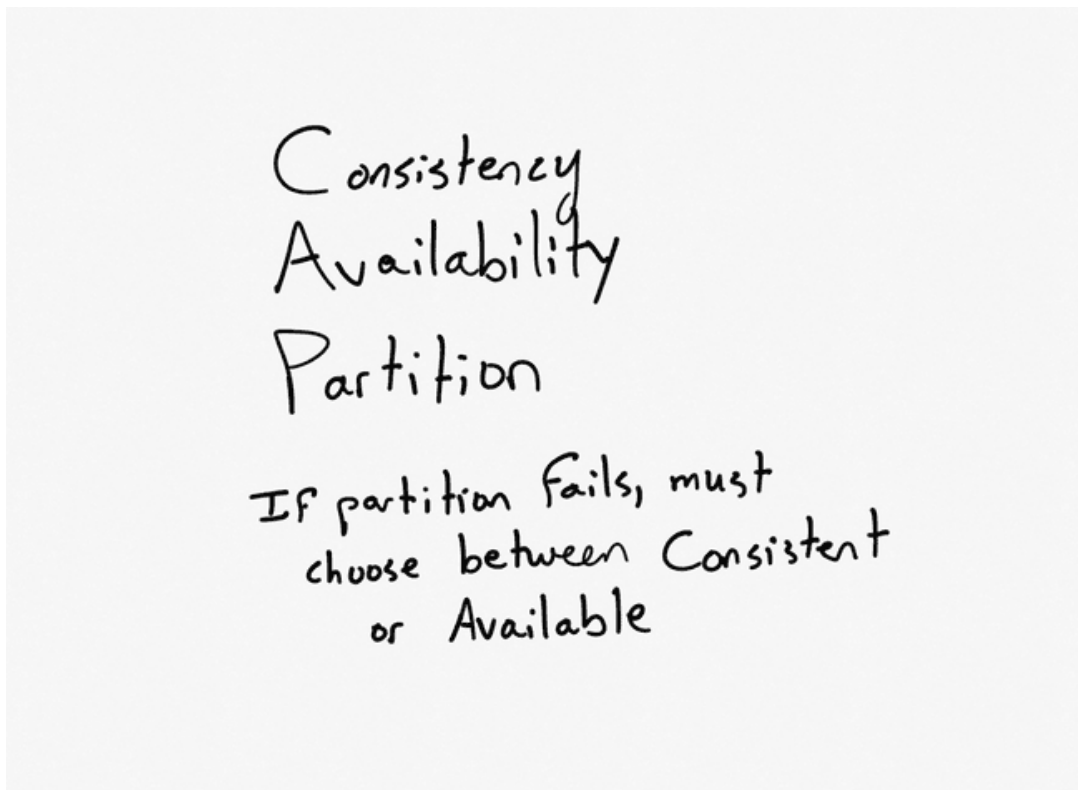 Consistency
Availability
Partition
If partition fails, must
choose between Consistent
or Available